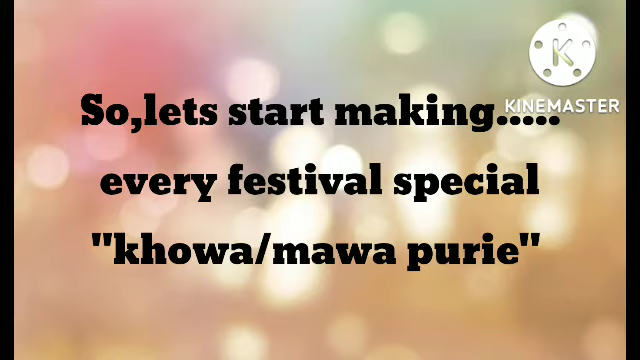 KINEMASTER
So,lets start making.....
every festival special
"khowa/mawa purie"